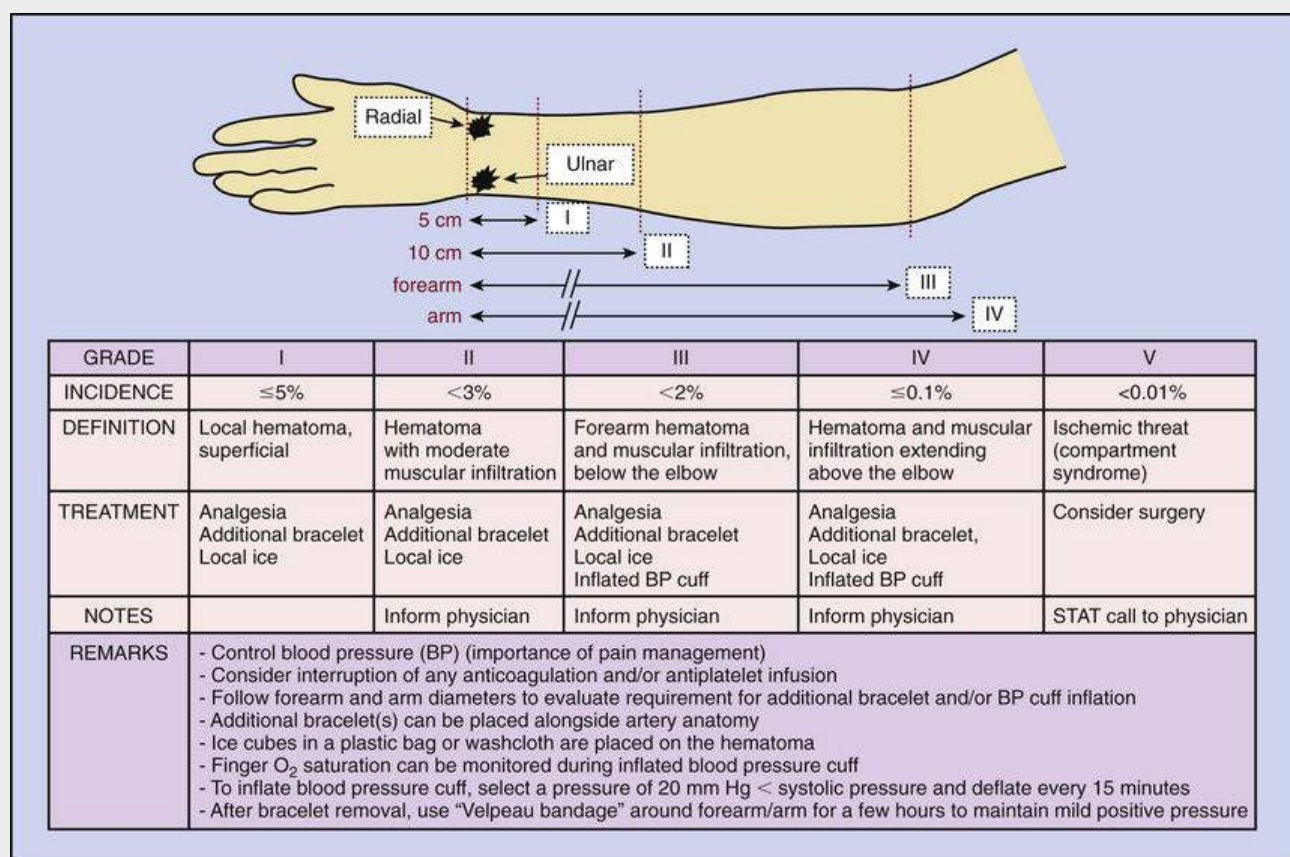 Radial
Ulnar
5 cm
I
10 cm
II
forearm
III
arm
IV
GRADE I II III IV V
INCIDENCE ≤5% <3% <2% ≤0.1% <0.01%
DEFINITION
Local hematoma,
superficial
Hematoma
with moderate
muscular infiltration
Forearm hematoma
and muscular infiltration,
below the elbow
Hematoma and muscular
infiltration extending
above the elbow
Ischemic threat
(compartment
syndrome)
TREATMENT
Analgesia
Additional bracelet
Local ice
Analgesia
Additional bracelet
Local ice
Analgesia
Additional bracelet
Local ice
Inflated BP cuff
Analgesia
Additional bracelet,
Local ice
Inflated BP cuff
Consider surgery
NOTES
Inform physician
Inform physician
Inform physician
STAT call to physician
REMARKS
- Control blood pressure (BP) (importance of pain management)
- Consider interruption of any anticoagulation and/or antiplatelet infusion
- Follow forearm and arm diameters to evaluate requirement for additional bracelet and/or BP cuff inflation
- Additional bracelet(s) can be placed alongside artery anatomy
- Ice cubes in a plastic bag or washcloth are placed on the hematoma
- Finger O₂ saturation can be monitored during inflated blood pressure cuff
- To inflate blood pressure cuff, select a pressure of 20 mm Hg < systolic pressure and deflate every 15 minutes
- After bracelet removal, use “Velpeau bandage” around forearm/arm for a few hours to maintain mild positive pressure